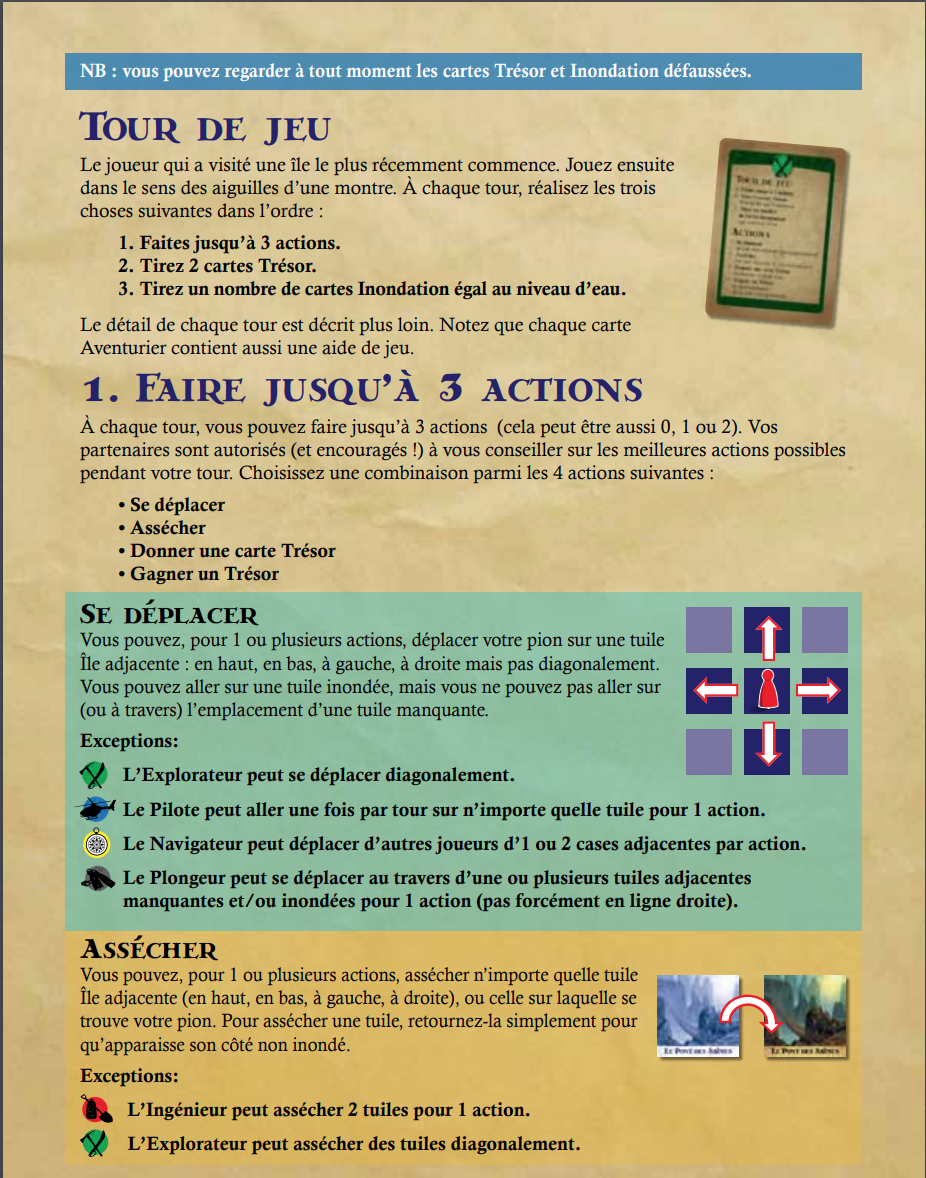 NB : vous pouvez regarder à tout moment les cartes Trésor et Inondation défaussées.
Tour de jeu
Le joueur qui a visité une île le plus récemment commence. Jouez ensuite
dans le sens des aiguilles d’une montre. À chaque tour, réalisez les trois
choses suivantes dans l’ordre :
1. Faites jusqu’à 3 actions.
2. Tirez 2 cartes Trésor.
3. Tirez un nombre de cartes Inondation égal au niveau d’eau.
Le détail de chaque tour est décrit plus loin. Notez que chaque carte
Aventurier contient aussi une aide de jeu.
Tour de jeu
Actions
1. Faire jusqu’à 3 actions
À chaque tour, vous pouvez faire jusqu’à 3 actions (cela peut être aussi 0, 1 ou 2). Vos
partenaires sont autorisés (et encouragés !) à vous conseiller sur les meilleures actions possibles
pendant votre tour. Choisissez une combinaison parmi les 4 actions suivantes :
• Se déplacer
• Assécher
• Donner une carte Trésor
• Gagner un Trésor
Se déplacer
Vous pouvez, pour 1 ou plusieurs actions, déplacer votre pion sur une tuile
Île adjacente : en haut, en bas, à gauche, à droite mais pas diagonalement.
Vous pouvez aller sur une tuile inondée, mais vous ne pouvez pas aller sur
(ou à travers) l’emplacement d’une tuile manquante.
Exceptions:
L’Explorateur peut se déplacer diagonalement.
Le Pilote peut aller une fois par tour sur n’importe quelle tuile pour 1 action.
Le Navigateur peut déplacer d’autres joueurs d’1 ou 2 cases adjacentes par action.
Le Plongeur peut se déplacer au travers d’une ou plusieurs tuiles adjacentes
manquantes et/ou inondées pour 1 action (pas forcément en ligne droite).
Assécher
Vous pouvez, pour 1 ou plusieurs actions, assécher n’importe quelle tuile
Île adjacente (en haut, en bas, à gauche, à droite), ou celle sur laquelle se
trouve votre pion. Pour assécher une tuile, retournez-la simplement pour
qu’apparaisse son côté non inondé.
Le Pont des Abîmes
Le Pont des Abîmes
Exceptions:
L’Ingénieur peut assécher 2 tuiles pour 1 action.
L’Explorateur peut assécher des tuiles diagonalement.